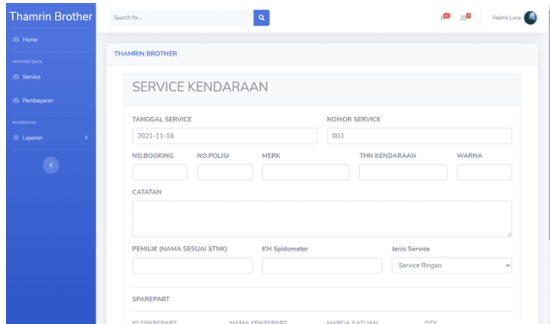 Thamrin Brother
Search for...
Valerie Luna
Home
THAMRIN BROTHER
MASTER DATA
Service
SERVICE KENDARAAN
Pembayaran
TANGGAL SERVICE NOMOR SERVICE
INFORMASI
Laporan
2021-11-18 003
NO.BOOKING NO.POLISI MERK THN KENDARAAN WARNA
CATATAN
PEMILIK (NAMA SESUAI STNK) KM Spidometer Jenis Service
Service Ringan
SPAREPART
ID SPAREPART NAMA SPAREPART HARGA SATUAN QTY